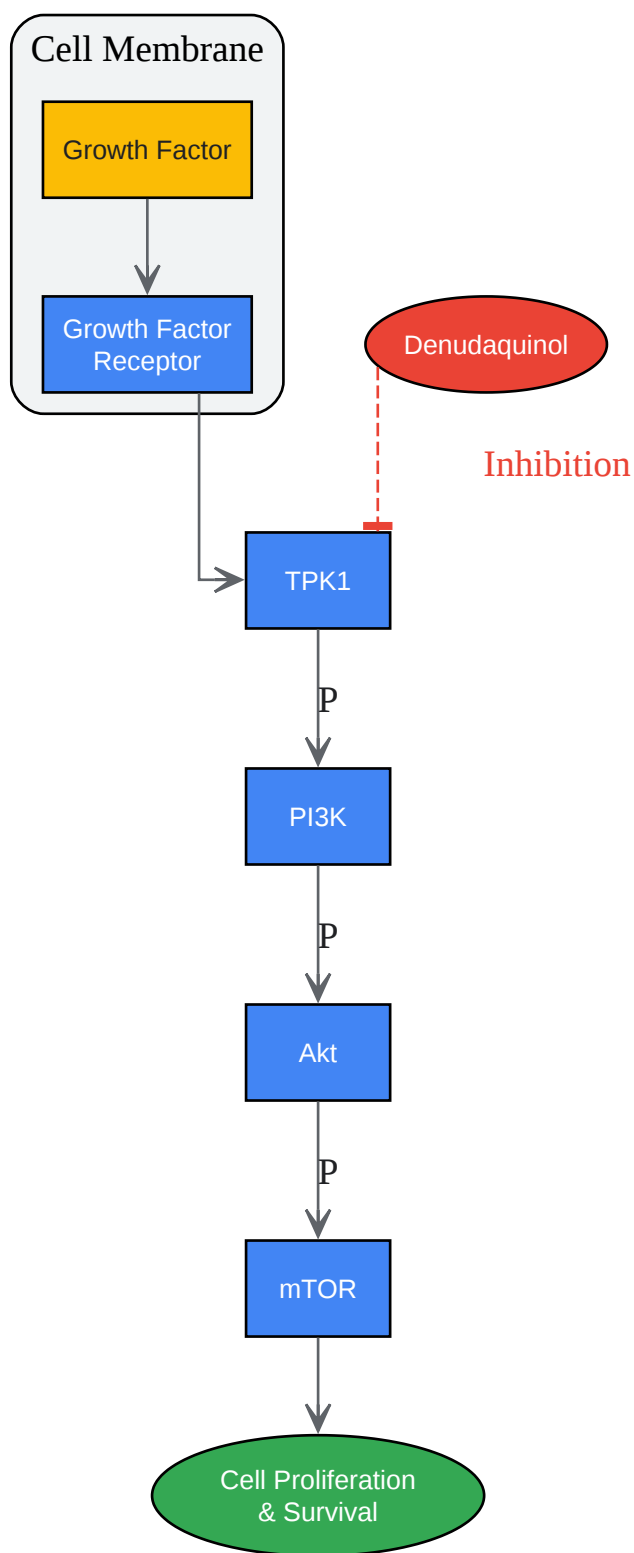 Cell Membrane
Growth Factor
Growth Factor
Receptor
Denudaquinol
Inhibition
TPK1
P
PI3K
P
Akt
P
mTOR
Cell Proliferation
& Survival